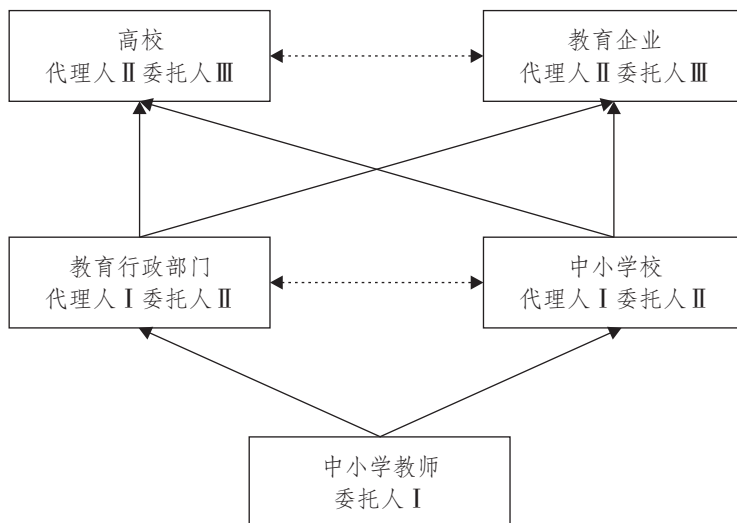 高校
代理人Ⅱ委托人Ⅲ
教育企业
代理人Ⅱ委托人Ⅲ
教育行政部门
代理人Ⅰ委托人Ⅱ
中小学校
代理人Ⅰ委托人Ⅱ
中小学教师
委托人Ⅰ